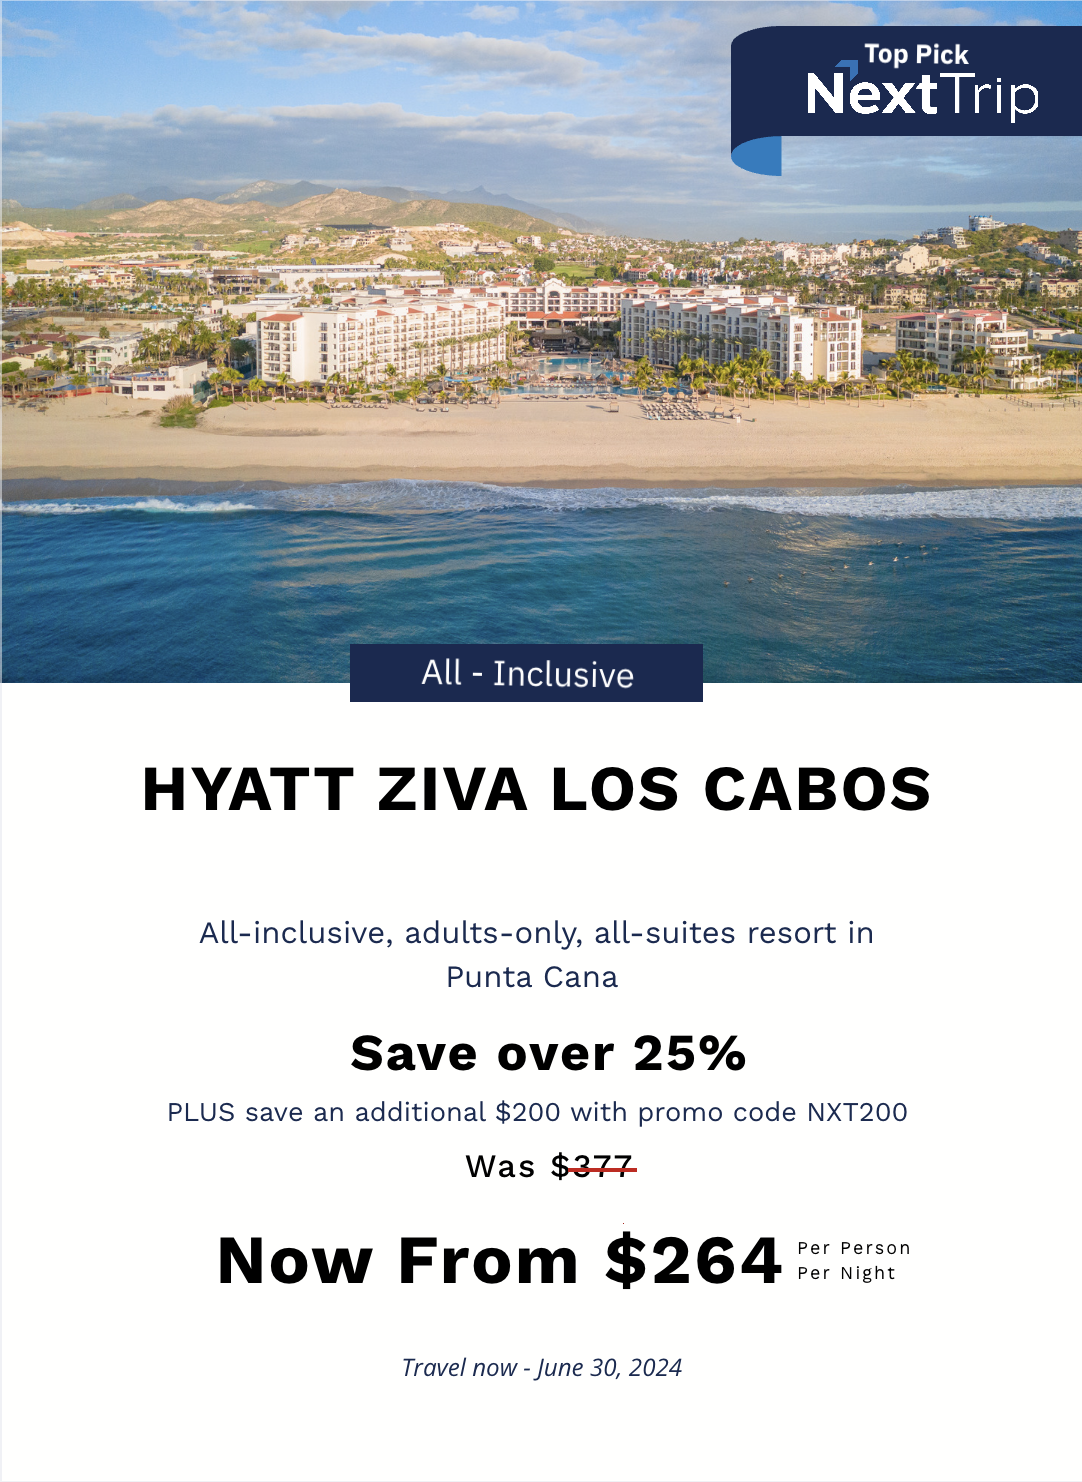 Top Pick
NextTrip
All - Inclusive
HYATT ZIVA LOS CABOS
All-inclusive, adults-only, all-suites resort in
Punta Cana
Save over 25%
PLUS save an additional $200 with promo code NXT200
Was $377
Now From $264 Per Person
Per Night
Travel now - June 30, 2024